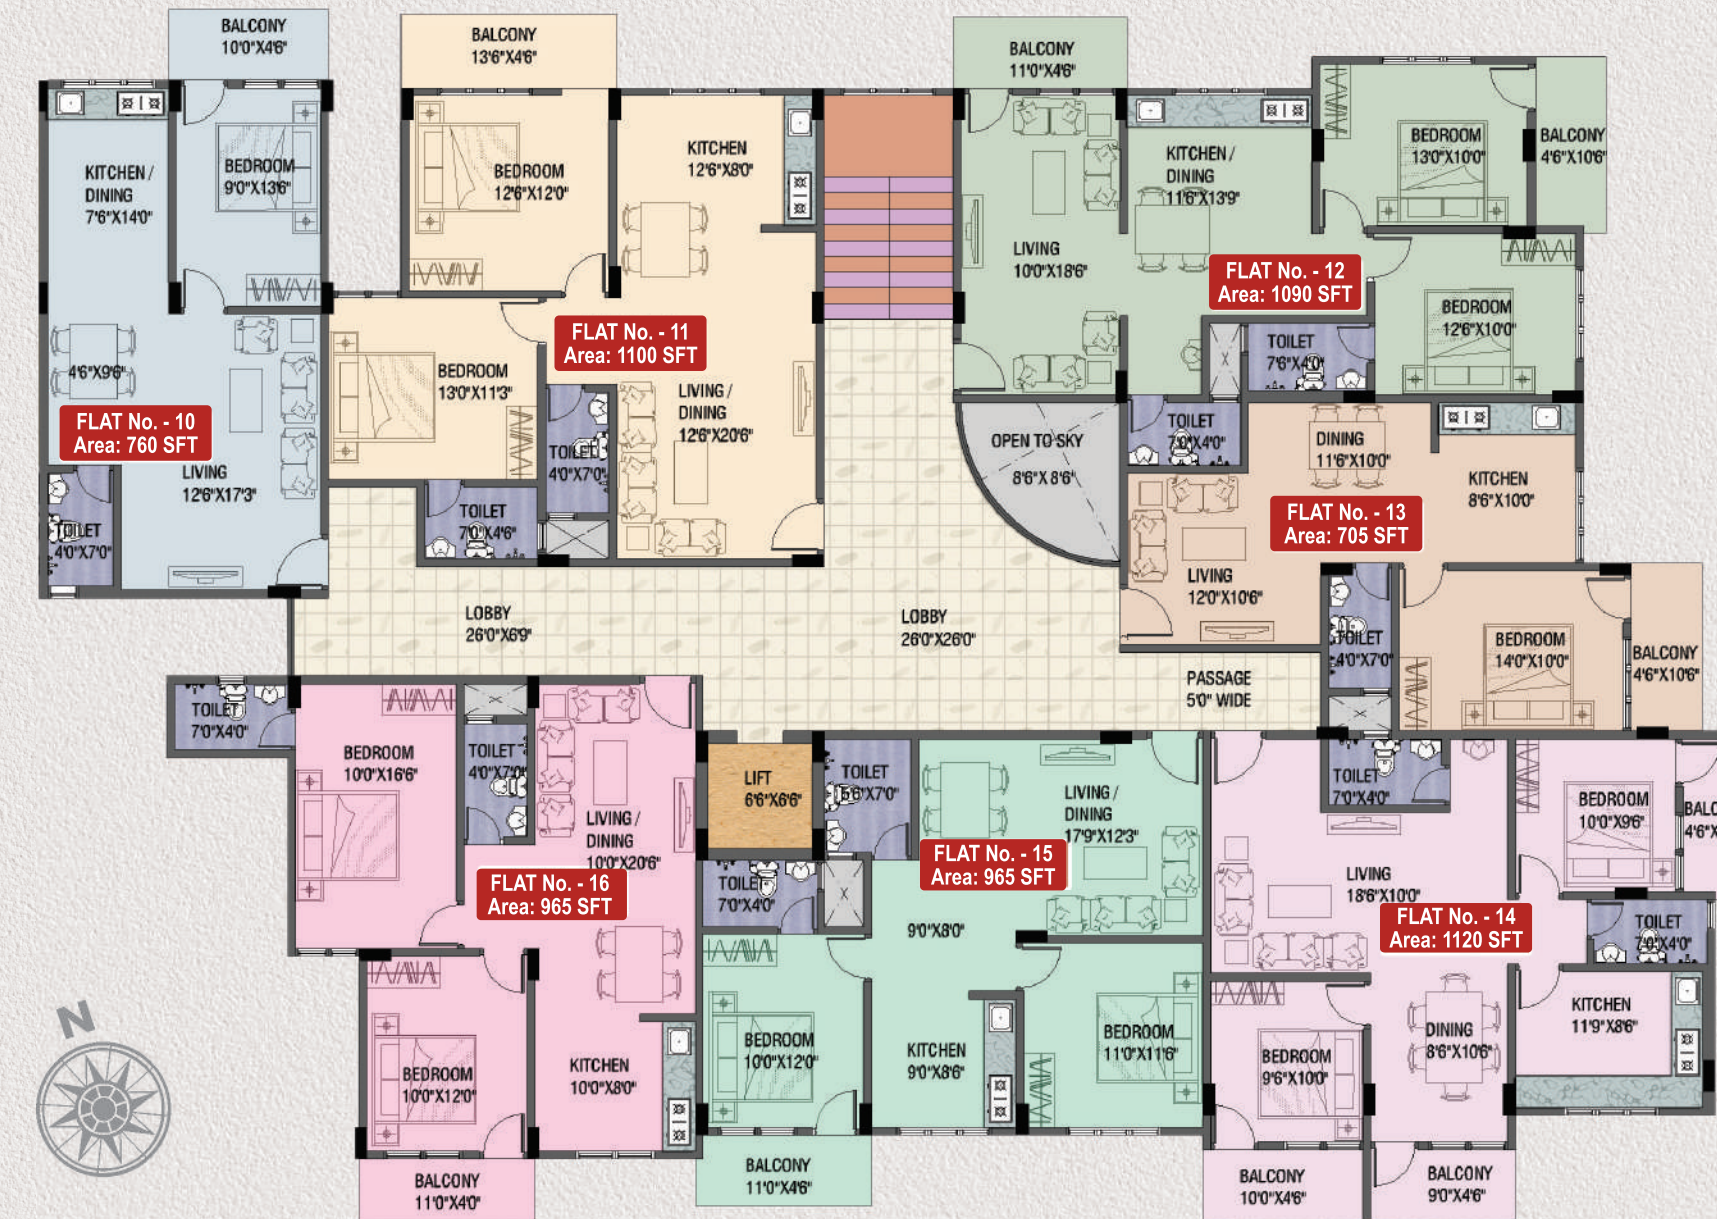 BALCONY
10'0"X4'6"
KITCHEN /
DINING
7'6"X14'0"
BEDROOM
9'0"X13'6"
4'6"X9'6"
FLAT No. - 10
Area: 760 SFT
LIVING
12'6"X17'3"
TOILET
4'0"X7'0"
BALCONY
13'6"X4'6"
BEDROOM
12'6"X12'0"
KITCHEN
12'6"X8'0"
FLAT No. - 11
Area: 1100 SFT
BEDROOM
13'0"X11'3"
LIVING /
DINING
12'6"X20'6"
TOILET
4'0"X7'0"
TOILET
7'0"X4'6"
BALCONY
11'0"X4'6"
KITCHEN /
DINING
11'6"X13'9"
BEDROOM
13'0"X10'0"
BALCONY
4'6"X10'6"
LIVING
10'0"X18'6"
FLAT No. - 12
Area: 1090 SFT
BEDROOM
12'6"X10'0"
TOILET
7'6"X4'0"
OPEN TO SKY
8'6"X 8'6"
TOILET
7'0"X4'0"
DINING
11'6"X10'0"
KITCHEN
8'6"X10'0"
FLAT No. - 13
Area: 705 SFT
LIVING
12'0"X10'6"
TOILET
4'0"X7'0"
BEDROOM
14'0"X10'0"
BALCONY
4'6"X10'6"
LOBBY
26'0"X6'9"
LOBBY
26'0"X26'0"
PASSAGE
5'0" WIDE
TOILET
7'0"X4'0"
BEDROOM
10'0"X16'6"
TOILET
4'0"X7'0"
LIVING /
DINING
10'0"X20'6"
FLAT No. - 16
Area: 965 SFT
BEDROOM
10'0"X12'0"
KITCHEN
10'0"X8'0"
BALCONY
11'0"X4'0"
LIFT
6'6"X6'6"
TOILET
5'6"X7'0"
LIVING /
DINING
17'9"X12'3"
FLAT No. - 15
Area: 965 SFT
TOILET
7'0"X4'0"
9'0"X8'0"
BEDROOM
10'0"X12'0"
KITCHEN
9'0"X8'6"
BEDROOM
11'0"X11'6"
BALCONY
11'0"X4'6"
TOILET
7'0"X4'0"
BEDROOM
10'0"X9'6"
BALC
4'6"X
LIVING
18'6"X10'0"
FLAT No. - 14
Area: 1120 SFT
TOILET
7'0"X4'0"
KITCHEN
11'9"X8'6"
DINING
8'6"X10'6"
BEDROOM
9'6"X10'0"
BALCONY
10'0"X4'6"
BALCONY
9'0"X4'6"
N